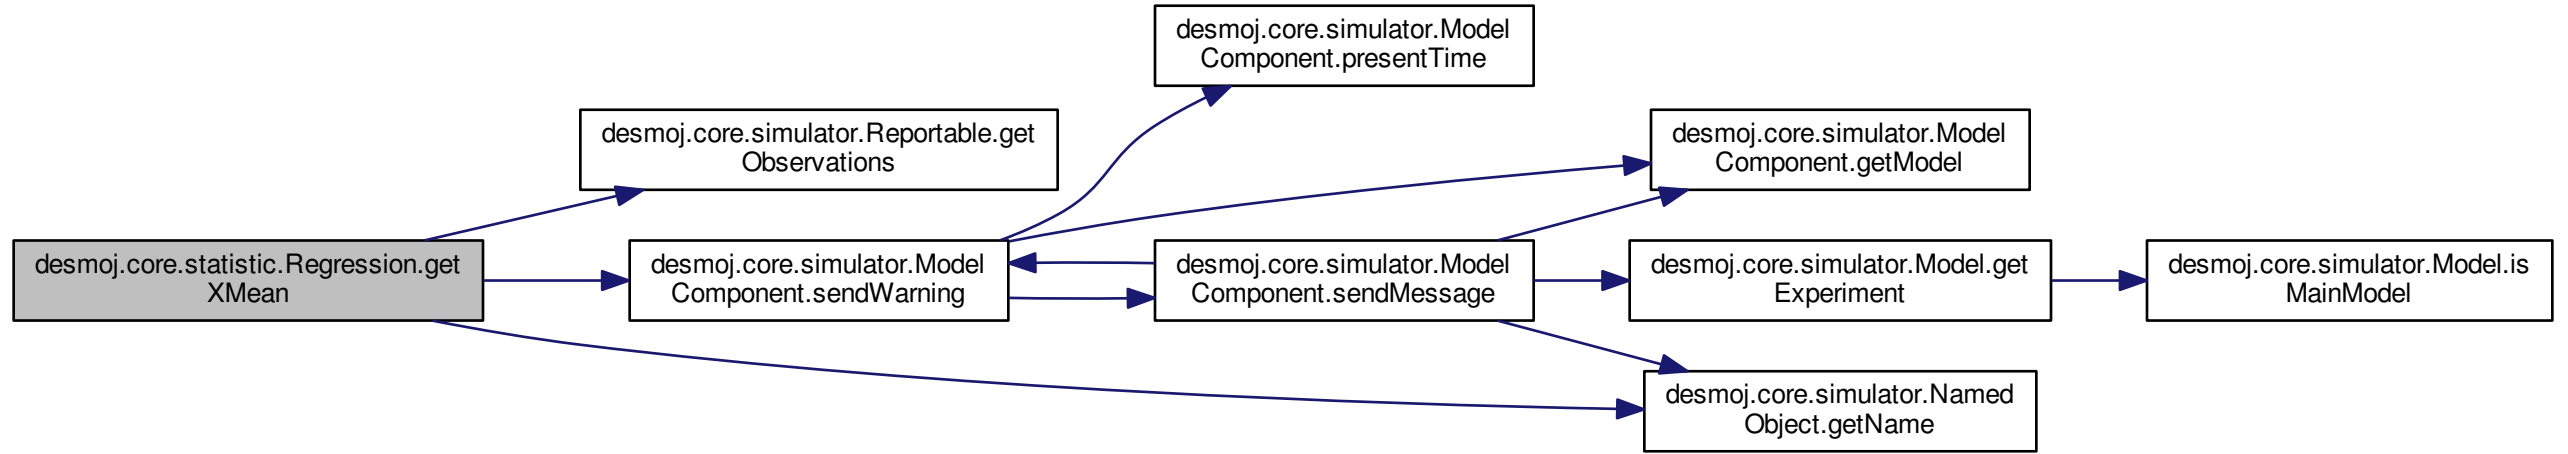 desmoj.core.simulator.Model
Component.presentTime
desmoj.core.simulator.Reportable.get
Observations
desmoj.core.simulator.Model
Component.getModel
desmoj.core.statistic.Regression.get
XMean
desmoj.core.simulator.Model
Component.sendWarning
desmoj.core.simulator.Model
Component.sendMessage
desmoj.core.simulator.Model.get
Experiment
desmoj.core.simulator.Model.is
MainModel
desmoj.core.simulator.Named
Object.getName